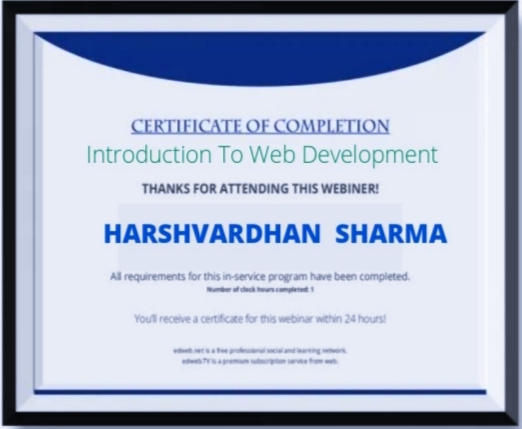 CERTIFICATE OF COMPLETION
Introduction To Web Development
THANKS FOR ATTENDING THIS WEBINER!
HARSHVARDHAN SHARMA
All requirements for this in-service program have been completed.
Number of clock hours completed: 1
You'll receive a certificate for this webinar within 24 hours!
edweb.net is a free professional social and learning network.
edwebTV is a premium subscription service from web.